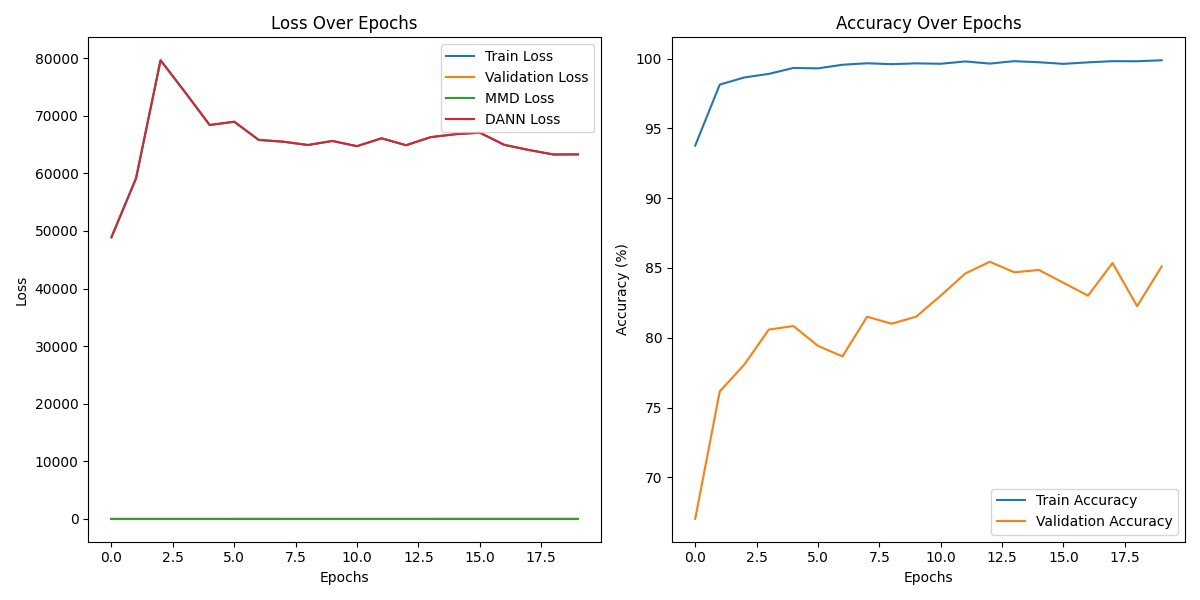 Loss Over Epochs
Loss
80000
70000
60000
50000
40000
30000
20000
10000
0
Train Loss
Validation Loss
MMD Loss
DANN Loss
0.0 2.5 5.0 7.5 10.0 12.5 15.0 17.5
Epochs
Accuracy Over Epochs
Accuracy (%)
100
95
90
85
80
75
70
Train Accuracy
Validation Accuracy
0.0 2.5 5.0 7.5 10.0 12.5 15.0 17.5
Epochs